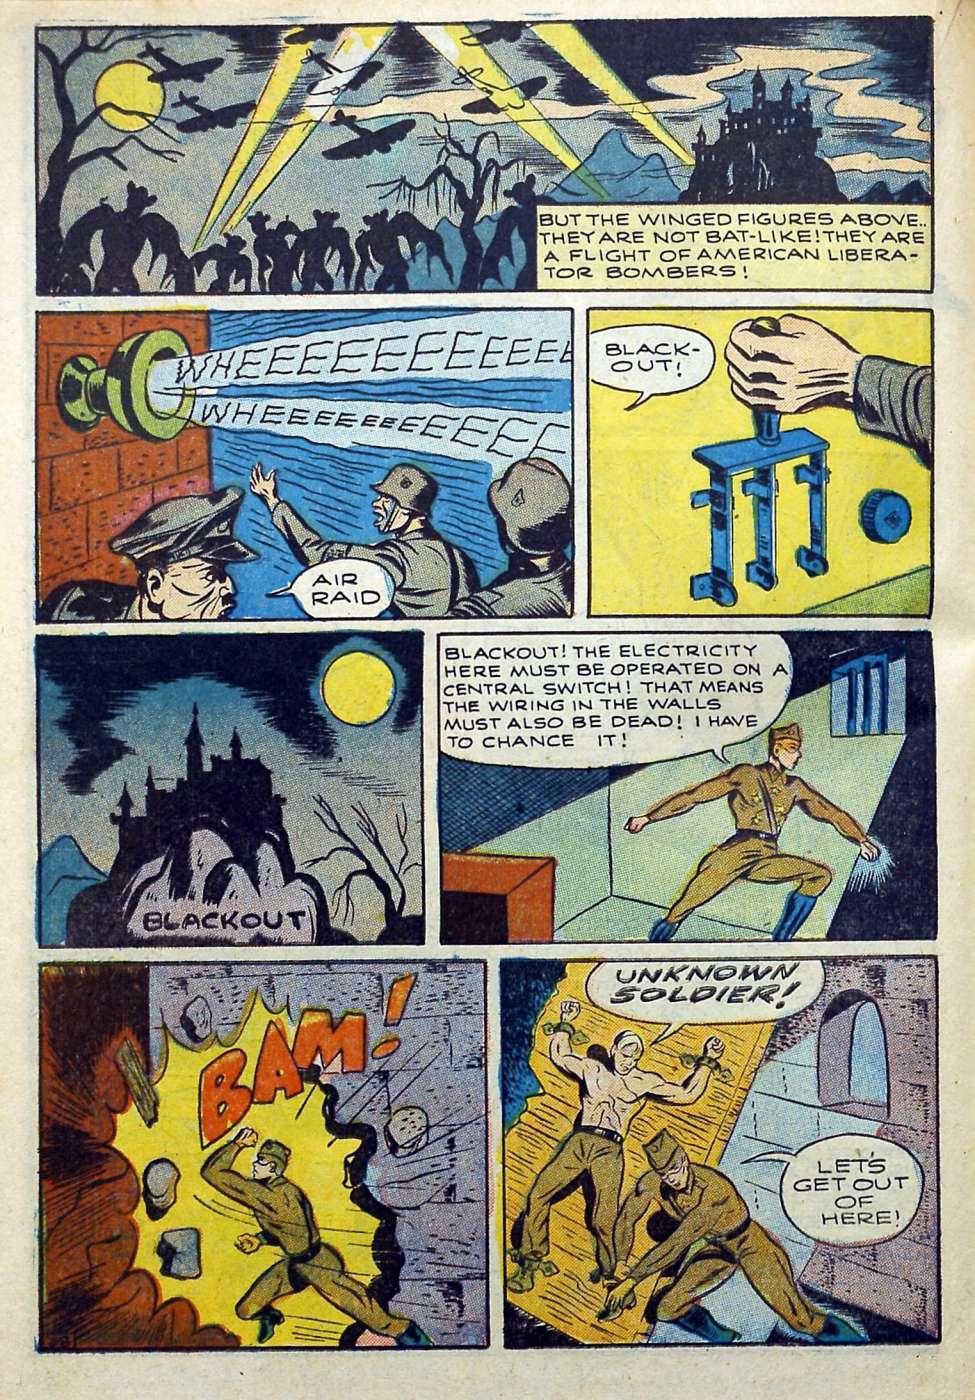 BUT THE WINGED FIGURES ABOVE..
THEY ARE NOT BAT-LIKE! THEY ARE
A FLIGHT OF AMERICAN LIBERA-
TOR BOMBERS!
WHEEEEEEEEEEEEE
WHEEEEEEEEEEEE
AIR
RAID
BLACK-
OUT!
BLACKOUT
BLACKOUT! THE ELECTRICITY
HERE MUST BE OPERATED ON A
CENTRAL SWITCH! THAT MEANS
THE WIRING IN THE WALLS
MUST ALSO BE DEAD! I HAVE
TO CHANCE IT!
BAM!
UNKNOWN
SOLDIER!
LET'S
GET OUT
OF
HERE!